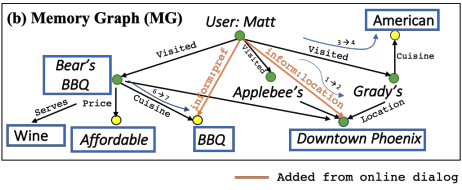 (b) Memory Graph (MG)
User: Matt
American
3→4
Visited
Visited
Visited
Cuisine
Bear's
BBQ
inform:pref
inform:location
1→2
6→7
Applebee's
Grady's
Serves
Price
Cuisine
Location
Wine
Affordable
BBQ
Downtown Phoenix
Added from online dialog